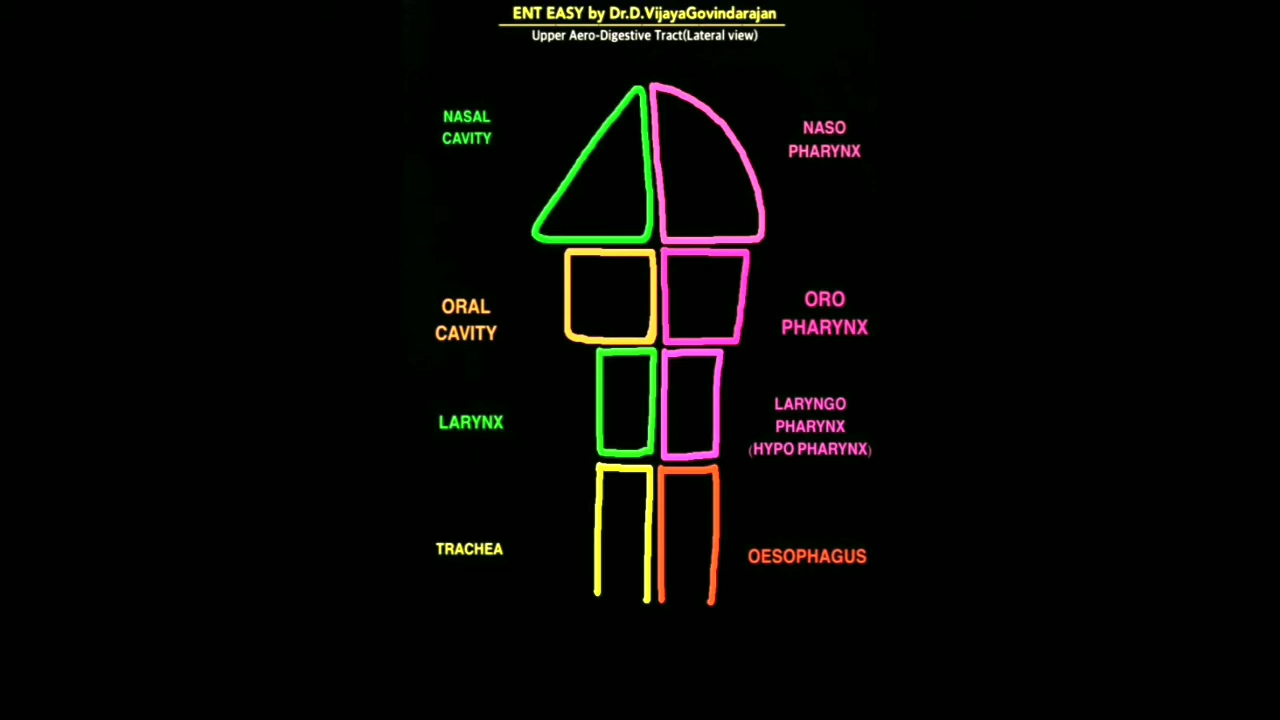 ENT EASY by Dr.D.VijayaGovindarajan
Upper Aero-Digestive Tract(Lateral view)
NASAL
CAVITY
NASO
PHARYNX
ORAL
CAVITY
ORO
PHARYNX
LARYNX
LARYNGO
PHARYNX
(HYPO PHARYNX)
TRACHEA
OESOPHAGUS